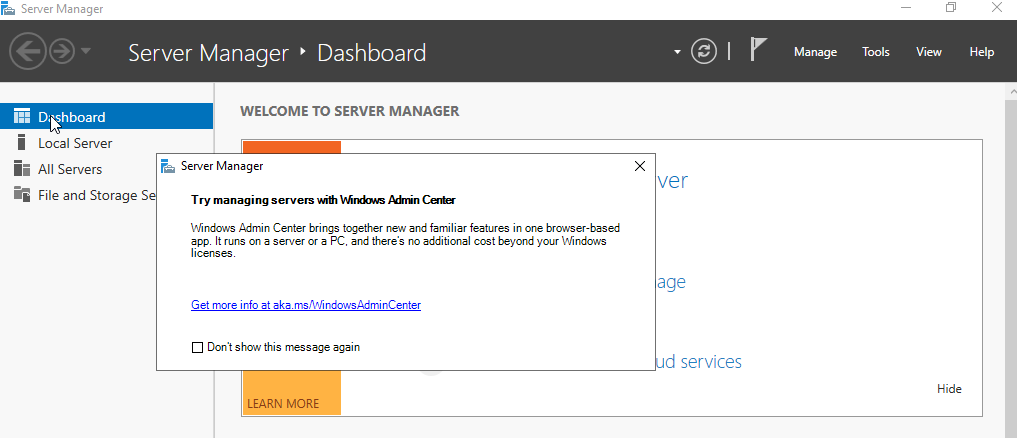 Server Manager
Server Manager ‣ Dashboard
Manage Tools View Help
Dashboard
Local Server
All Servers
File and Storage Se
WELCOME TO SERVER MANAGER
ver
Server Manager
Try managing servers with Windows Admin Center
Windows Admin Center brings together new and familiar features in one browser-based
app. It runs on a server or a PC, and there's no additional cost beyond your Windows
licenses.
Get more info at aka.ms/WindowsAdminCenter
Don't show this message again
age
ud services
Hide
LEARN MORE